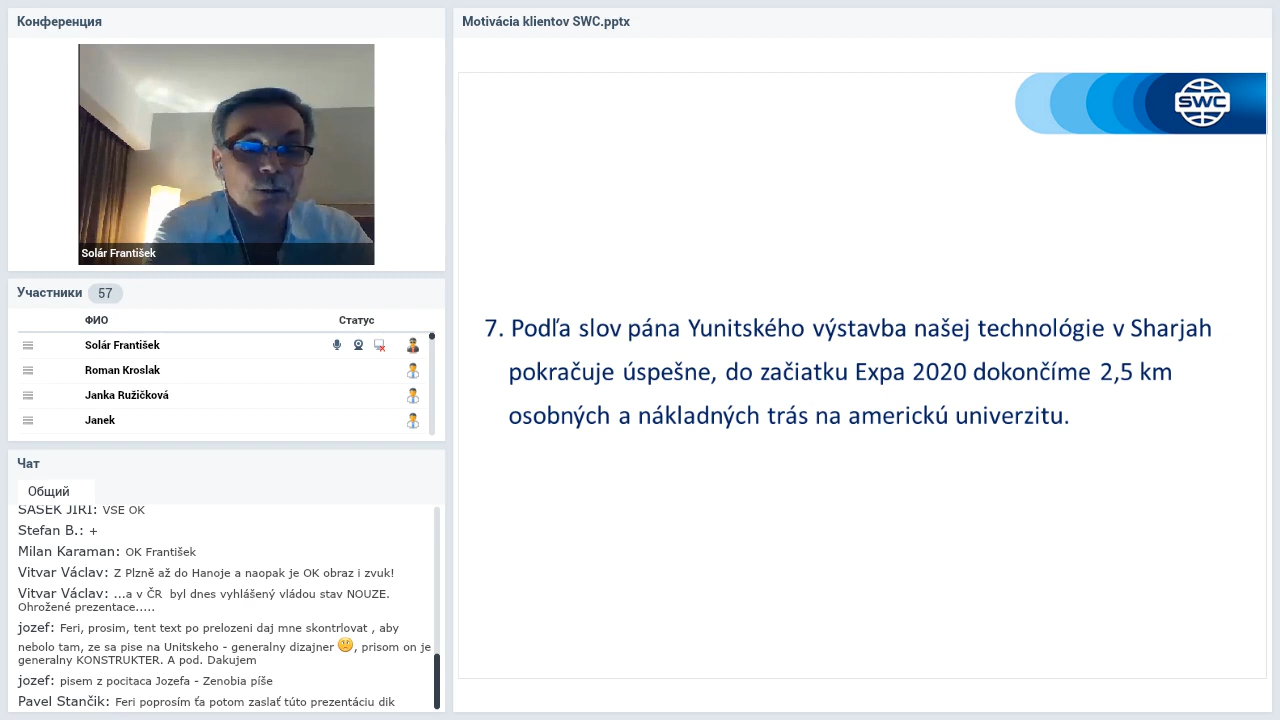 Конференция
Solár František
Участники 57
ФИО Статус
Solár František
Roman Kroslak
Janka Ružičková
Janek
Чат
Общий
SASEK JIRI: VSE OK
Stefan B.: +
Milan Karaman: OK František
Vitvar Václav: Z Plzně až do Hanoje a naopak je OK obraz i zvuk!
Vitvar Václav: ...a v ČR byl dnes vyhlášený vládou stav NOUZE.
Ohrožené prezentace.....
jozef: Feri, prosim, tent text po prelozeni daj mne skontrlovat , aby
nebolo tam, ze sa pise na Unitskeho - generalny dizajner , prisom on je
generalny KONSTRUKTER. A pod. Dakujem
jozef: pisem z pocitaca Jozefa - Zenobia píše
Pavel Stančik: Feri poprosím ťa potom zaslať túto prezentáciu dik
Motivácia klientov SWC.pptx
SWC
7. Podľa slov pána Yunitského výstavba našej technológie v Sharjah
pokračuje úspešne, do začiatku Expa 2020 dokončíme 2,5 km
osobných a nákladných trás na americkú univerzitu.